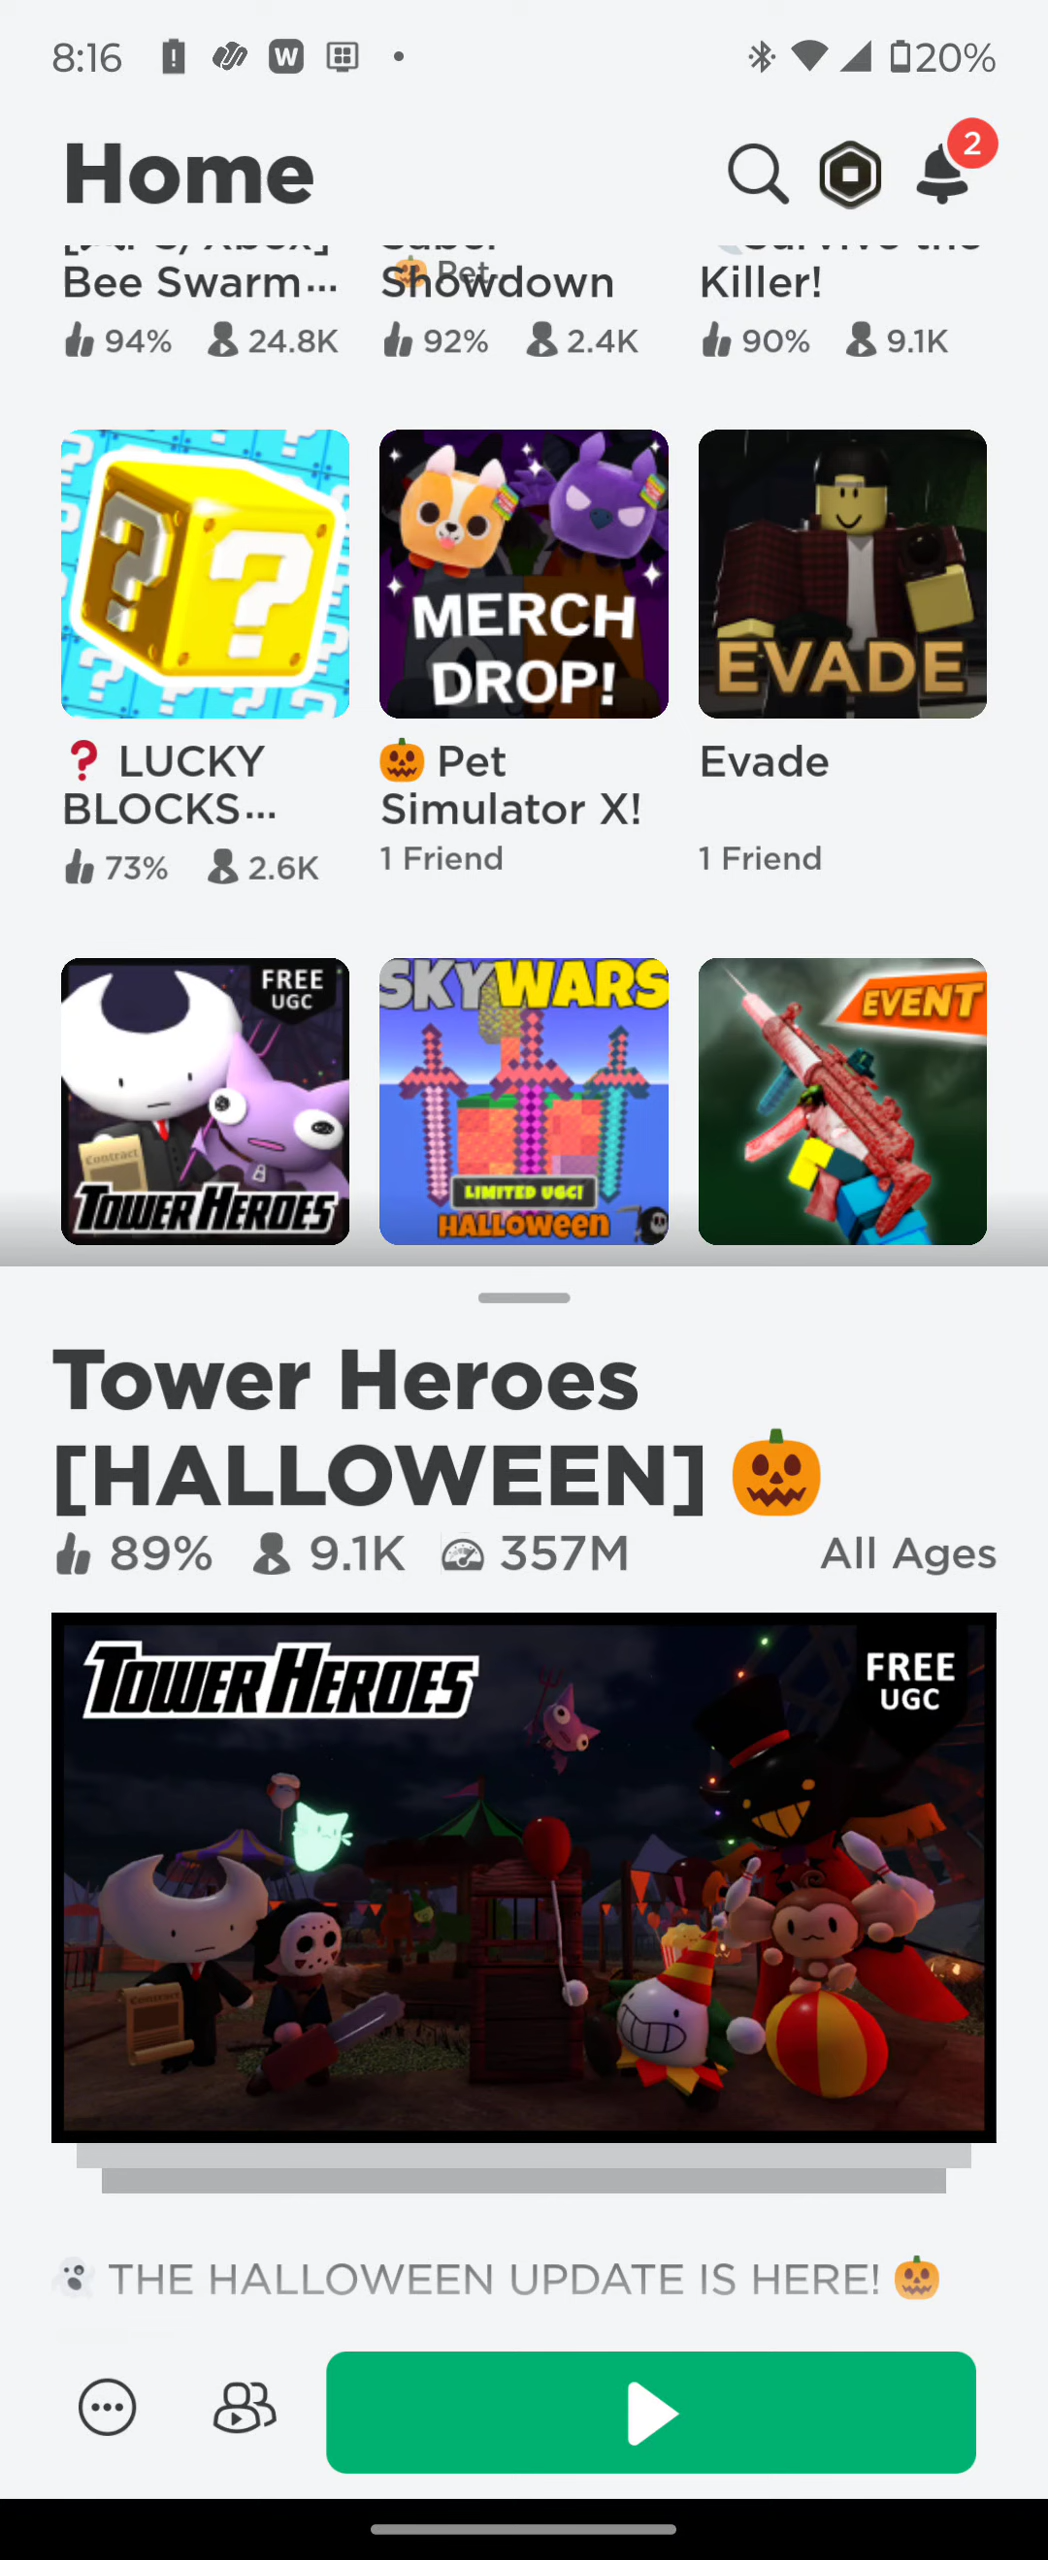 8:16
W
20%
Home
2
Bee Swarm...
Showdown
Killer!
94% 24.8K
92% 2.4K
90% 9.1K
MERCH
DROP!
EVADE
? ?
❓ LUCKY
BLOCKS...
73% 2.6K
🎃 Pet
Simulator X!
1 Friend
Evade
1 Friend
FREE
UGC
Contract
TOWER HEROES
SKYWARS
LIMITED UGC!
HALLOWEEN
EVENT
Tower Heroes
[HALLOWEEN] 🎃
89% 9.1K 357M All Ages
TOWER HEROES
FREE
UGC
Contract
👻 THE HALLOWEEN UPDATE IS HERE! 🎃